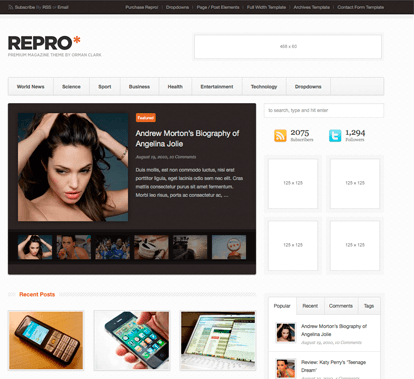 Subscribe by RSS or Email
Purchase Repro Dropdowns Page / Post Elements Full Width Template Archives Template Contact Form Template
REPRO*
PREMIUM MAGAZINE THEME BY ORMAN CLARK
468 x 60
World News Science Sport Business Health Entertainment Technology Dropdowns
Featured
Andrew Morton's Biography of
Angelina Jolie
August 19, 2010, 10 Comments
Duis mollis, est non commodo luctus, nisi erat
porttitor ligula, eget lacinia odio sem nec elit. Cras
mattis consectetur purus sit amet fermentum.
Morbi leo risus, porta ac consectetur ac, ...
to search, type and hit enter
2075
Subscribers
1,294
Followers
125 x 125
125 x 125
125 x 125
125 x 125
Recent Posts
Popular Recent Comments Tags
Andrew Morton's Biography of
Angelina Jolie
August 19, 2010, 10 Comments
Review: Katy Perry's 'Teenage
Dream'